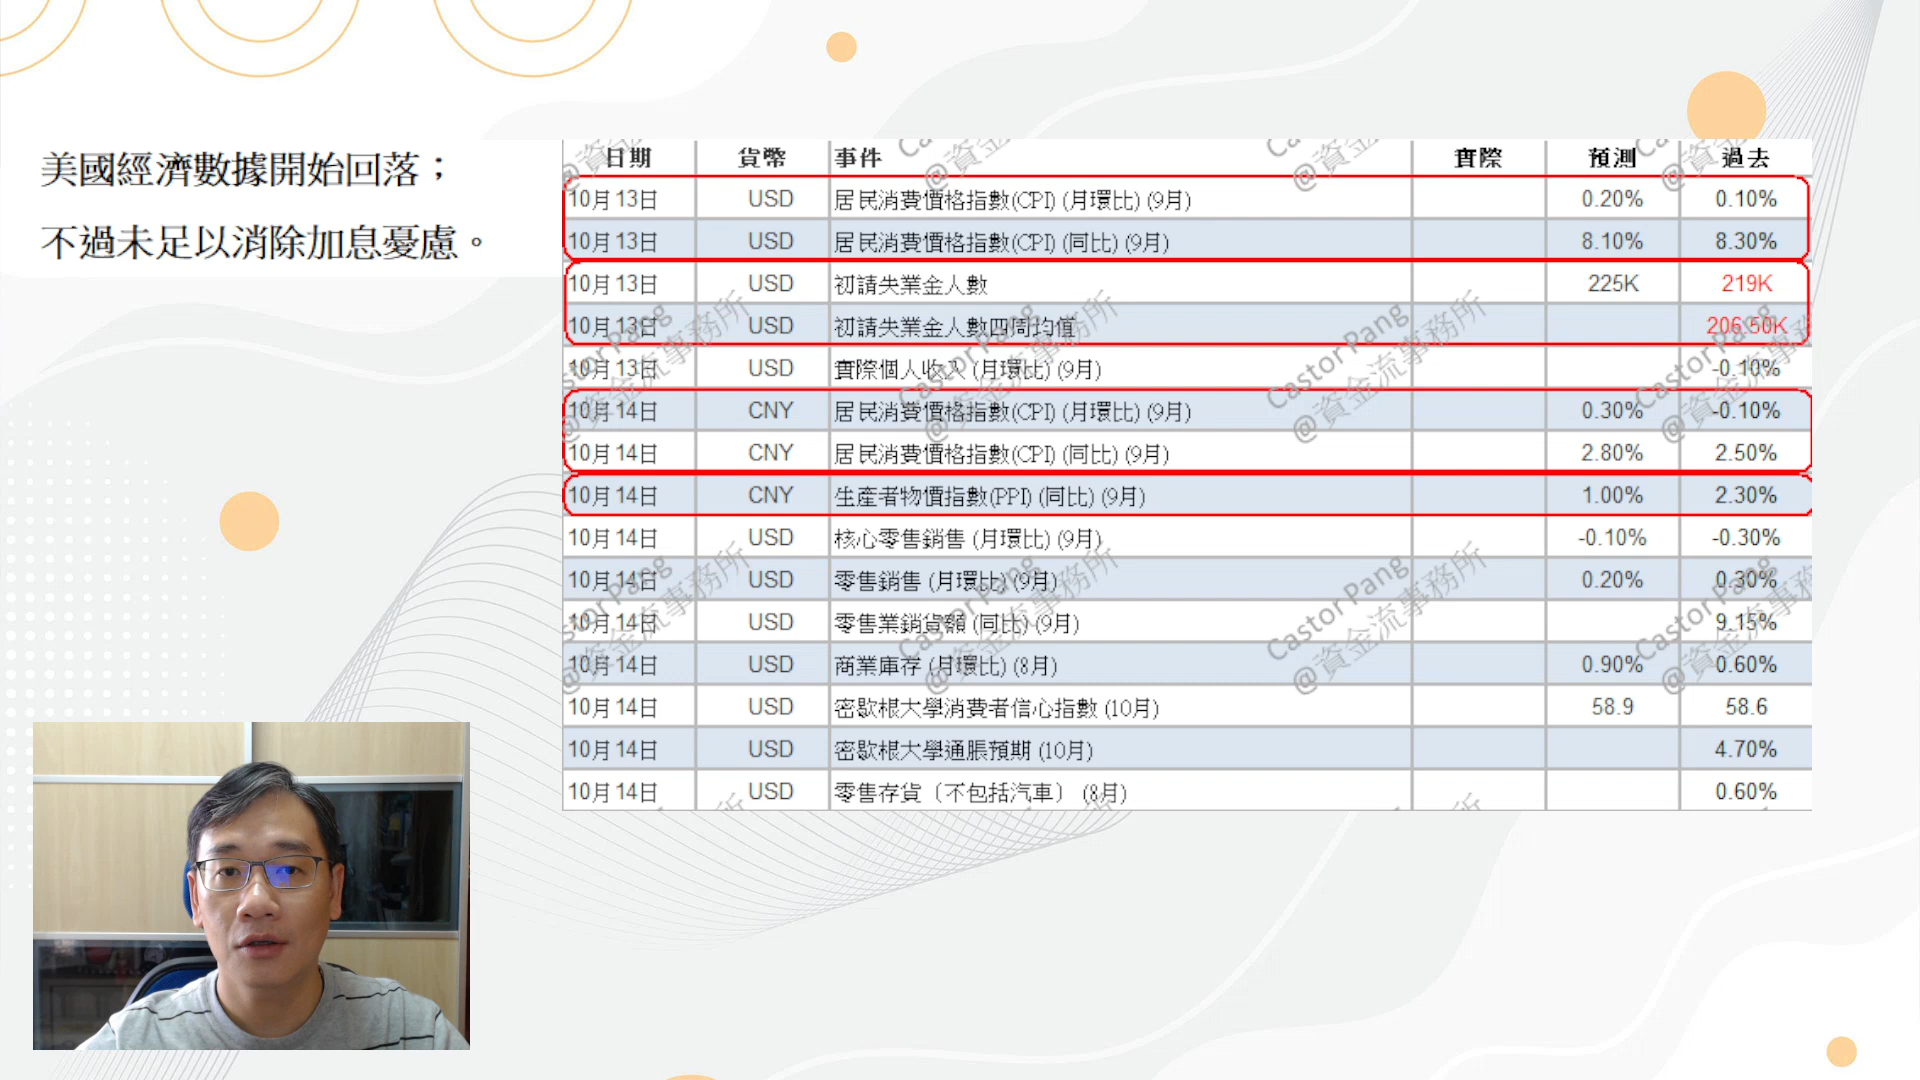 美國經濟數據開始回落；
不過未足以消除加息憂慮。
日期 貨幣 事件 實際 預測 過去
10月13日 USD 居民消費價格指數(CPI) (月環比) (9月) 0.20% 0.10%
10月13日 USD 居民消費價格指數(CPI) (同比) (9月) 8.10% 8.30%
10月13日 USD 初請失業金人數 225K 219K
10月13日 USD 初請失業金人數四周均值 206.50K
10月13日 USD 實際個人收入 (月環比) (9月) -0.10%
10月14日 CNY 居民消費價格指數(CPI) (月環比) (9月) 0.30% -0.10%
10月14日 CNY 居民消費價格指數(CPI) (同比) (9月) 2.80% 2.50%
10月14日 CNY 生產者物價指數(PPI) (同比) (9月) 1.00% 2.30%
10月14日 USD 核心零售銷售 (月環比) (9月) -0.10% -0.30%
10月14日 USD 零售銷售 (月環比) (9月) 0.20% 0.30%
10月14日 USD 零售業銷貨額 (同比) (9月) 9.15%
10月14日 USD 商業庫存 (月環比) (8月) 0.90% 0.60%
10月14日 USD 密歇根大學消費者信心指數 (10月) 58.9 58.6
10月14日 USD 密歇根大學通脹預期 (10月) 4.70%
10月14日 USD 零售存貨〔不包括汽車〕 (8月) 0.60%
Castor Pang
@資金流事務所